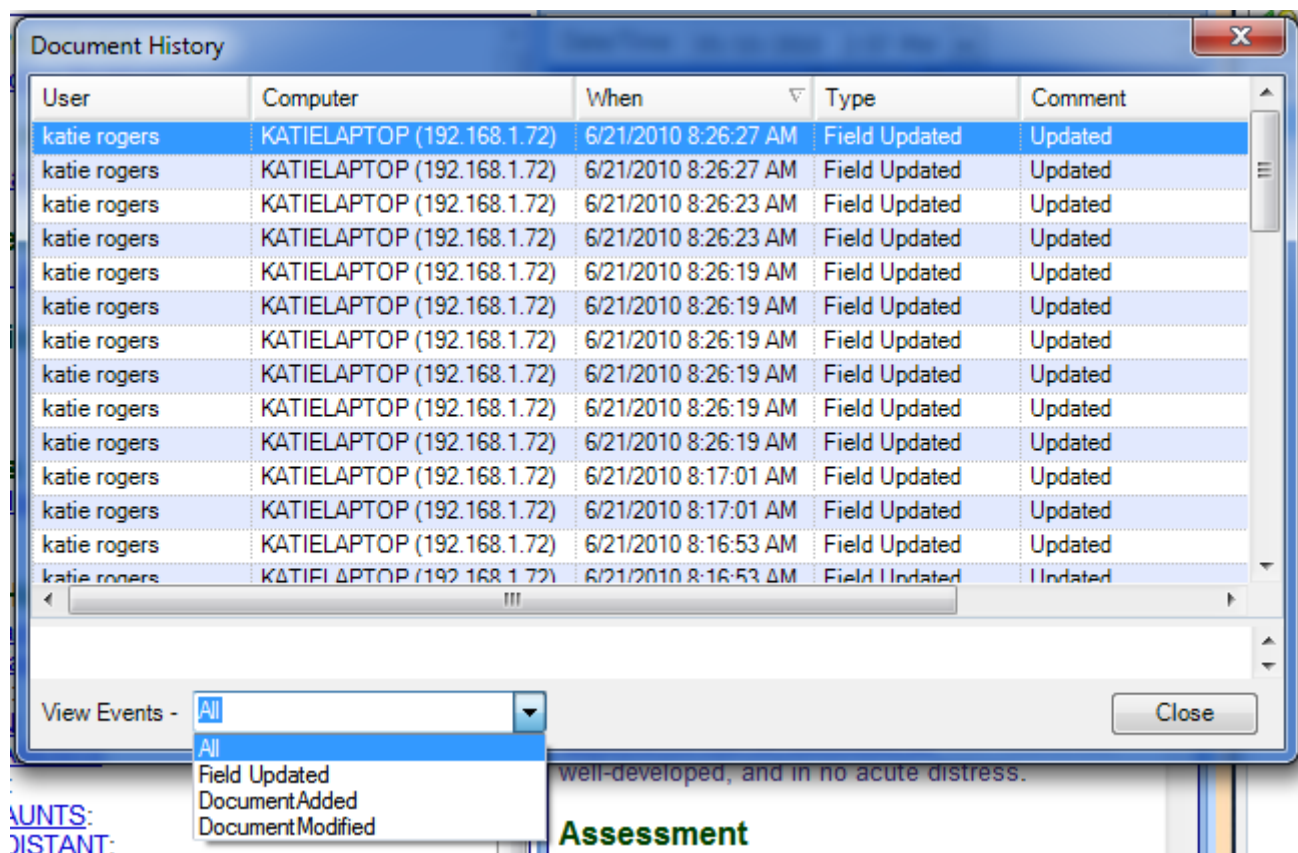 Document History
User Computer When Type Comment
katie rogers KATIELAPTOP (192.168.1.72) 6/21/2010 8:26:27 AM Field Updated Updated
katie rogers KATIELAPTOP (192.168.1.72) 6/21/2010 8:26:27 AM Field Updated Updated
katie rogers KATIELAPTOP (192.168.1.72) 6/21/2010 8:26:23 AM Field Updated Updated
katie rogers KATIELAPTOP (192.168.1.72) 6/21/2010 8:26:23 AM Field Updated Updated
katie rogers KATIELAPTOP (192.168.1.72) 6/21/2010 8:26:19 AM Field Updated Updated
katie rogers KATIELAPTOP (192.168.1.72) 6/21/2010 8:26:19 AM Field Updated Updated
katie rogers KATIELAPTOP (192.168.1.72) 6/21/2010 8:26:19 AM Field Updated Updated
katie rogers KATIELAPTOP (192.168.1.72) 6/21/2010 8:26:19 AM Field Updated Updated
katie rogers KATIELAPTOP (192.168.1.72) 6/21/2010 8:26:19 AM Field Updated Updated
katie rogers KATIELAPTOP (192.168.1.72) 6/21/2010 8:26:19 AM Field Updated Updated
katie rogers KATIELAPTOP (192.168.1.72) 6/21/2010 8:17:01 AM Field Updated Updated
katie rogers KATIELAPTOP (192.168.1.72) 6/21/2010 8:17:01 AM Field Updated Updated
katie rogers KATIELAPTOP (192.168.1.72) 6/21/2010 8:16:53 AM Field Updated Updated
katie rogers KATIELAPTOP (192.168.1.72) 6/21/2010 8:16:53 AM Field Updated Updated
View Events - All Close
All
Field Updated
DocumentAdded
DocumentModified
well-developed, and in no acute distress.
AUNTS:
DISTANT:
Assessment